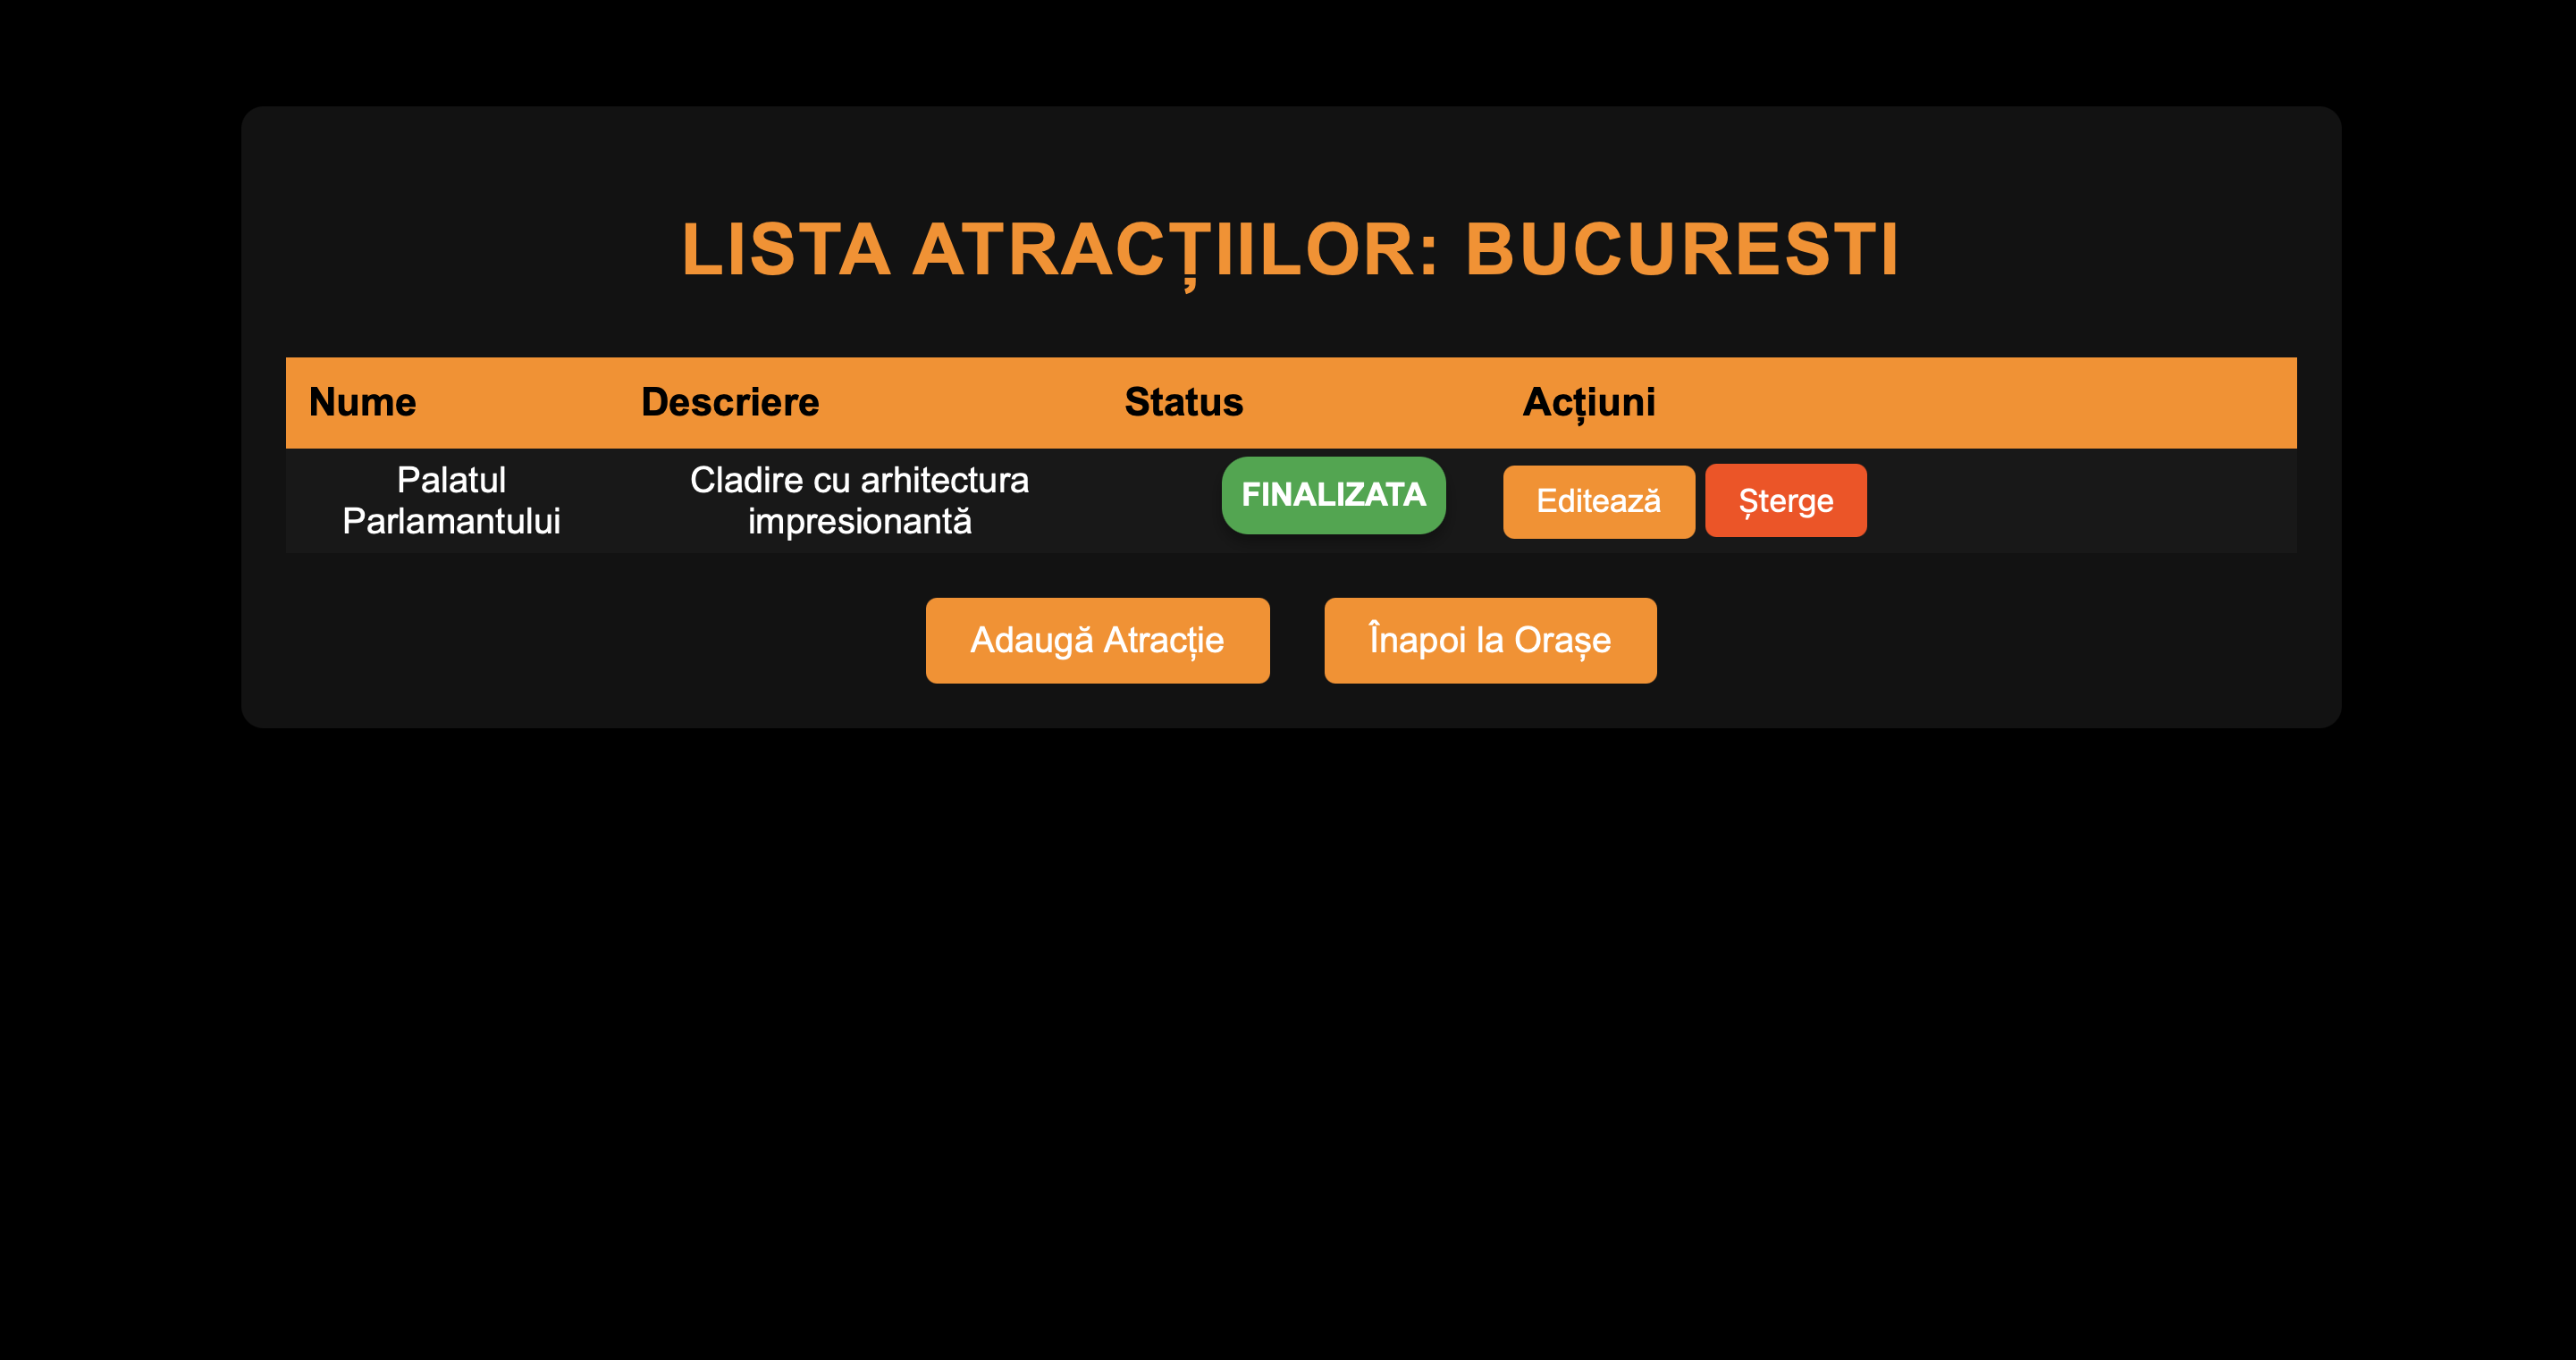 LISTA ATRACȚIILOR: BUCURESTI
Nume Descriere Status Acțiuni
Palatul Parlamantului
Cladire cu arhitectura impresionantă
FINALIZATA
Editează Șterge
Adaugă Atracție Înapoi la Orașe